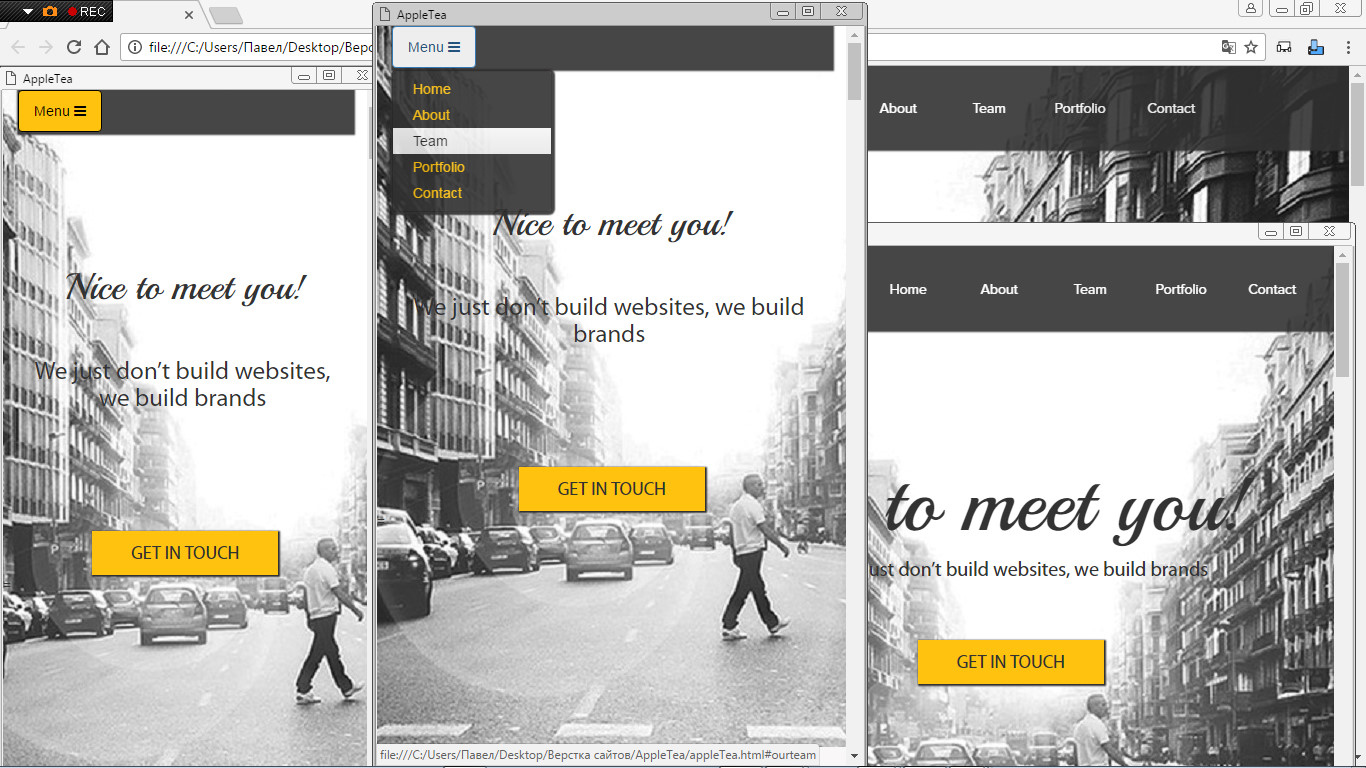 REC
file:///C:/Users/Павел/Desktop/Верс
AppleTea
Menu
Nice to meet you!
We just don't build websites,
we build brands
GET IN TOUCH
AppleTea
Menu
Home
About
Team
Portfolio
Contact
Nice to meet you!
We just don't build websites, we build
brands
GET IN TOUCH
file:///C:/Users/Павел/Desktop/Верстка сайтов/AppleTea/appleTea.html#ourteam
About Team Portfolio Contact
Home About Team Portfolio Contact
to meet you!
just don't build websites, we build brands
GET IN TOUCH